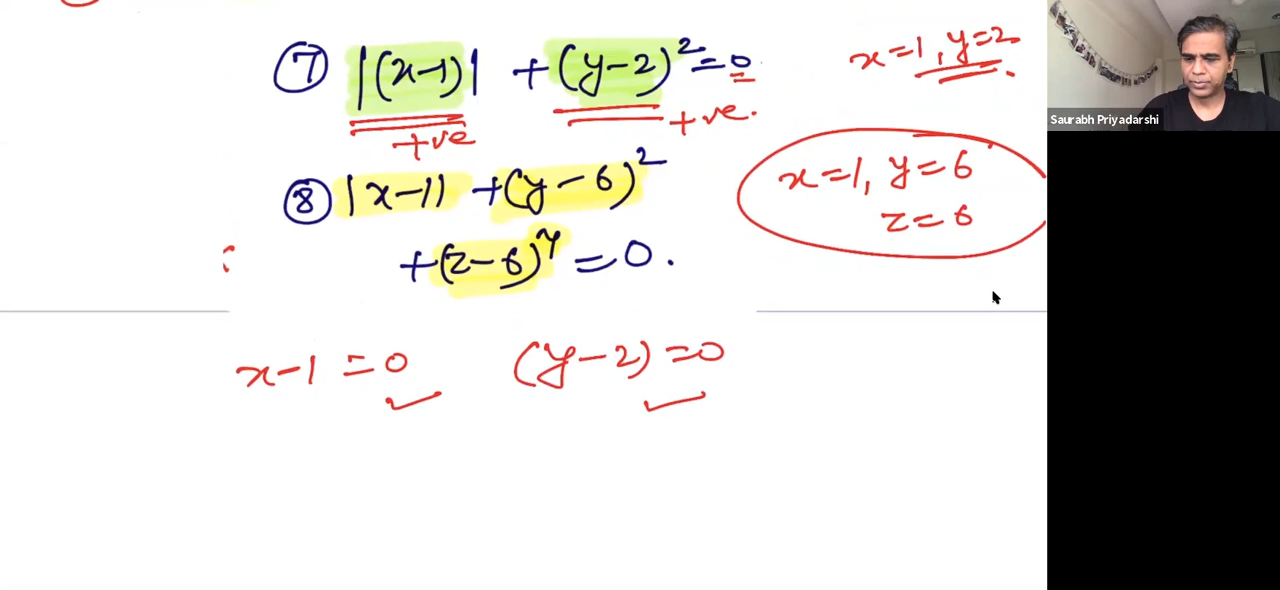 ⑦ |(x-1)| + (y-2)² = 0
+ve
+ve.
x=1, y=2.
⑧ |x-1| + (y-6)²
+(z-6)⁴ = 0.
x=1, y=6
z=6
x-1 = 0
(y-2) = 0
Saurabh Priyadarshi